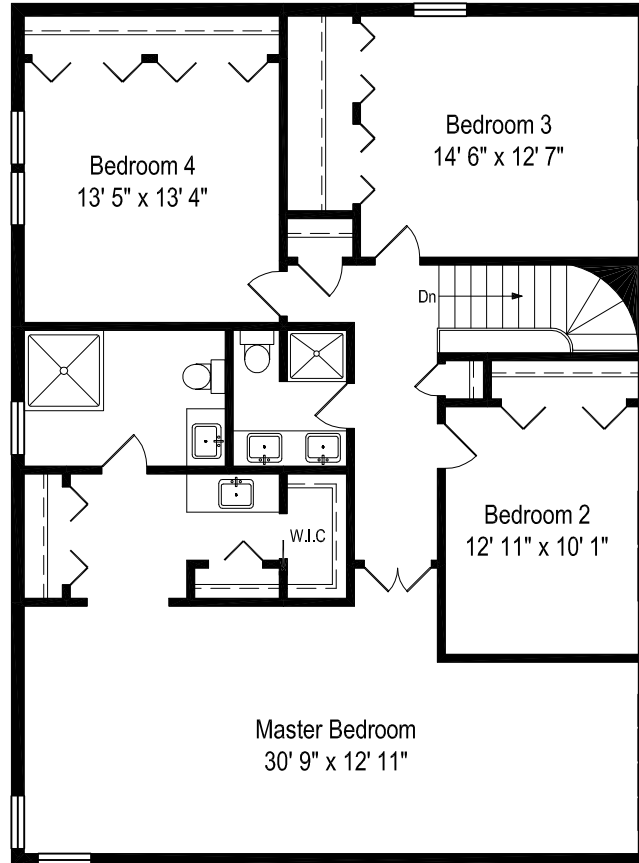 Bedroom 3
14' 6" x 12' 7"
Bedroom 4
13' 5" x 13' 4"
Dn
Bedroom 2
12' 11" x 10' 1"
W.I.C
Master Bedroom
30' 9" x 12' 11"